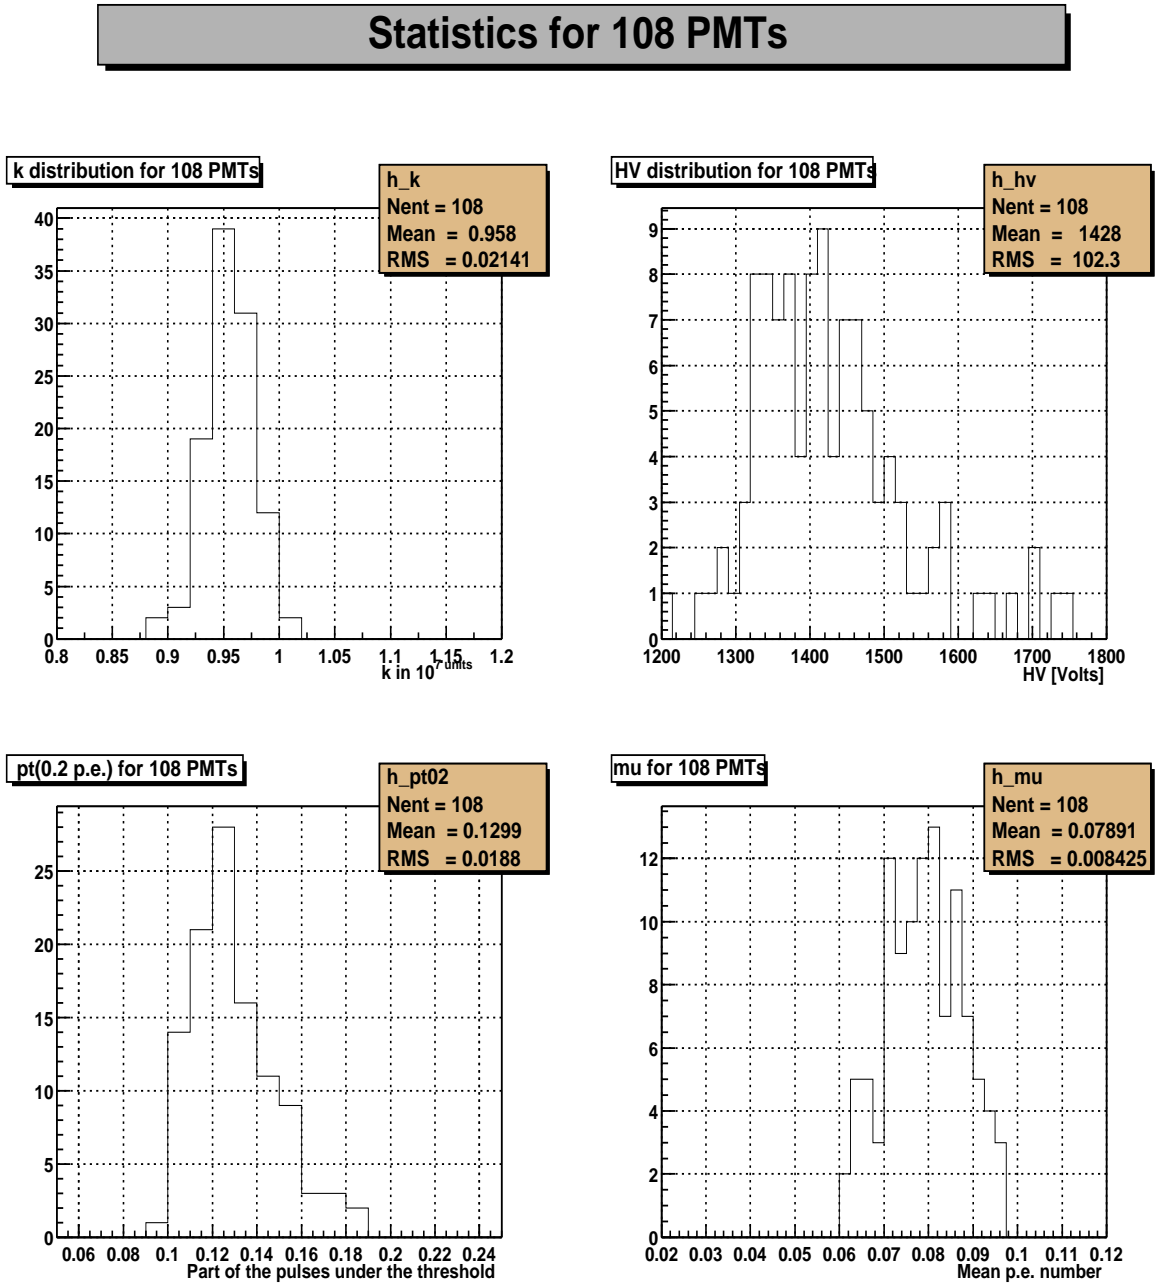 Statistics for 108 PMTs
k distribution for 108 PMTs
h_k
Nent = 108
Mean = 0.958
RMS = 0.02141
40
35
30
25
20
15
10
5
0
0.8 0.85 0.9 0.95 1 1.05 1.1 1.15 1.2
k in 10^7 units
HV distribution for 108 PMTs
h_hv
Nent = 108
Mean = 1428
RMS = 102.3
9
8
7
6
5
4
3
2
1
0
1200 1300 1400 1500 1600 1700 1800
HV [Volts]
pt(0.2 p.e.) for 108 PMTs
h_pt02
Nent = 108
Mean = 0.1299
RMS = 0.0188
25
20
15
10
5
0
0.06 0.08 0.1 0.12 0.14 0.16 0.18 0.2 0.22 0.24
Part of the pulses under the threshold
mu for 108 PMTs
h_mu
Nent = 108
Mean = 0.07891
RMS = 0.008425
12
10
8
6
4
2
0
0.02 0.03 0.04 0.05 0.06 0.07 0.08 0.09 0.1 0.11 0.12
Mean p.e. number